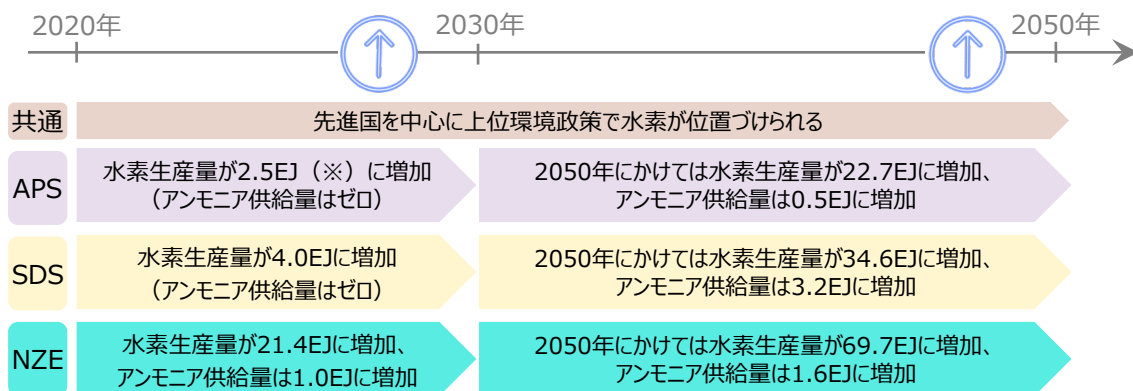 2020年
2030年
2050年
共通
先進国を中心に上位環境政策で水素が位置づけられる
APS
水素生産量が2.5EJ(※)に増加
(アンモニア供給量はゼロ)
2050年にかけては水素生産量が22.7EJに増加、
アンモニア供給量は0.5EJに増加
SDS
水素生産量が4.0EJに増加
(アンモニア供給量はゼロ)
2050年にかけては水素生産量が34.6EJに増加、
アンモニア供給量は3.2EJに増加
NZE
水素生産量が21.4EJに増加、
アンモニア供給量は1.0EJに増加
2050年にかけては水素生産量が69.7EJに増加、
アンモニア供給量は1.6EJに増加